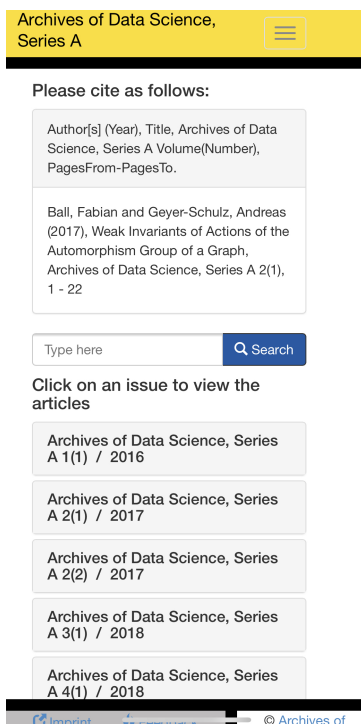 Archives of Data Science,
Series A
Please cite as follows:
Author[s] (Year), Title, Archives of Data
Science, Series A Volume(Number),
PagesFrom-PagesTo.
Ball, Fabian and Geyer-Schulz, Andreas
(2017), Weak Invariants of Actions of the
Automorphism Group of a Graph,
Archives of Data Science, Series A 2(1),
1 - 22
Type here
Search
Click on an issue to view the
articles
Archives of Data Science, Series
A 1(1) / 2016
Archives of Data Science, Series
A 2(1) / 2017
Archives of Data Science, Series
A 2(2) / 2017
Archives of Data Science, Series
A 3(1) / 2018
Archives of Data Science, Series
A 4(1) / 2018
Imprint
© Archives of